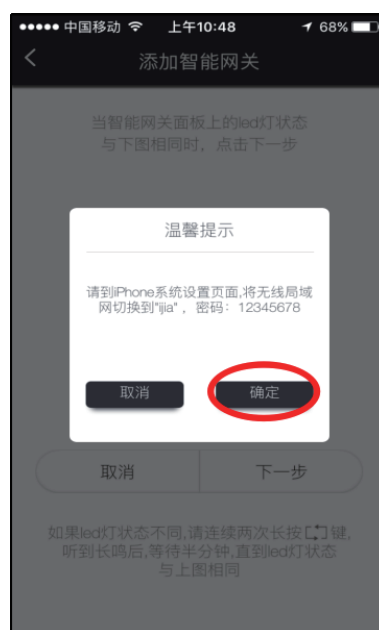 中国移动 上午10:48 68%
添加智能网关
当智能网关面板上的led灯状态
与下图相同时，点击下一步
温馨提示
请到iPhone系统设置页面,将无线局域
网切换到"ijia"，密码：12345678
取消 确定
取消 下一步
如果led灯状态不同,请连续两次长按键,
听到长鸣后,等待半分钟,直到led灯状态
与上图相同